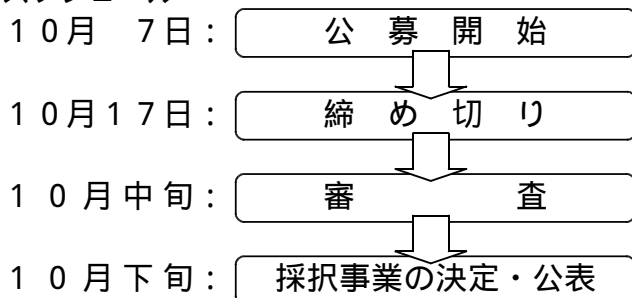 １０月　７日：　公　募　開　始
１０月１７日：　締　め　切　り
１０月中旬：　審　　　査
１０月下旬：　採択事業の決定・公表